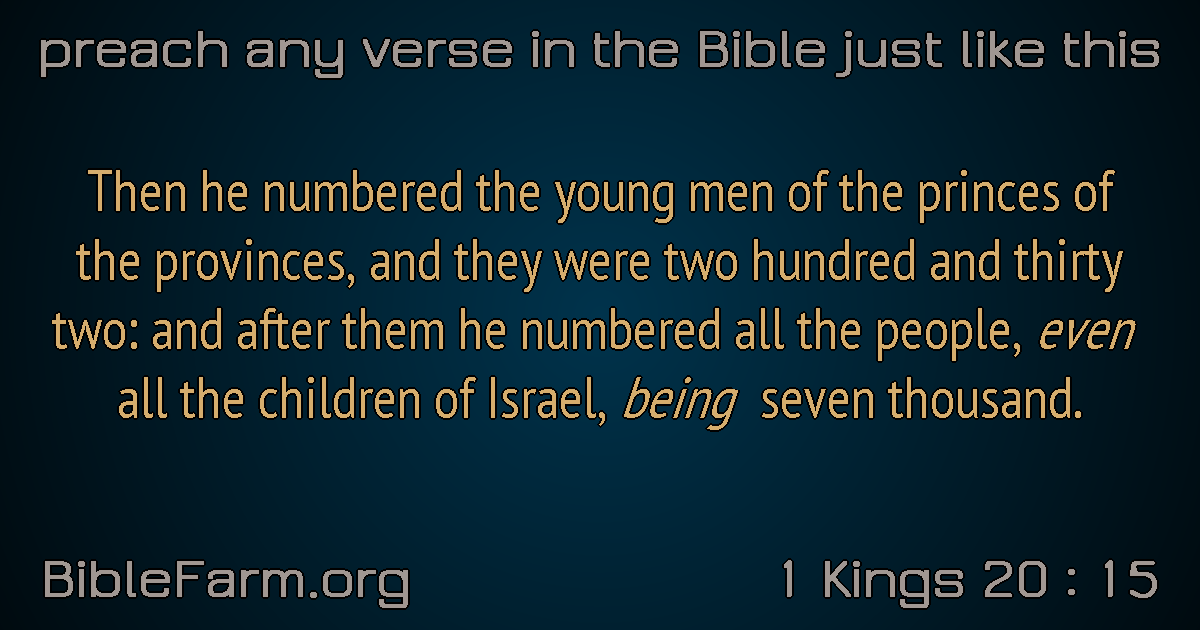 preach any verse in the Bible just like this
Then he numbered the young men of the princes of
the provinces, and they were two hundred and thirty
two: and after them he numbered all the people, even
all the children of Israel, being seven thousand.
BibleFarm.org
1 Kings 20 : 15